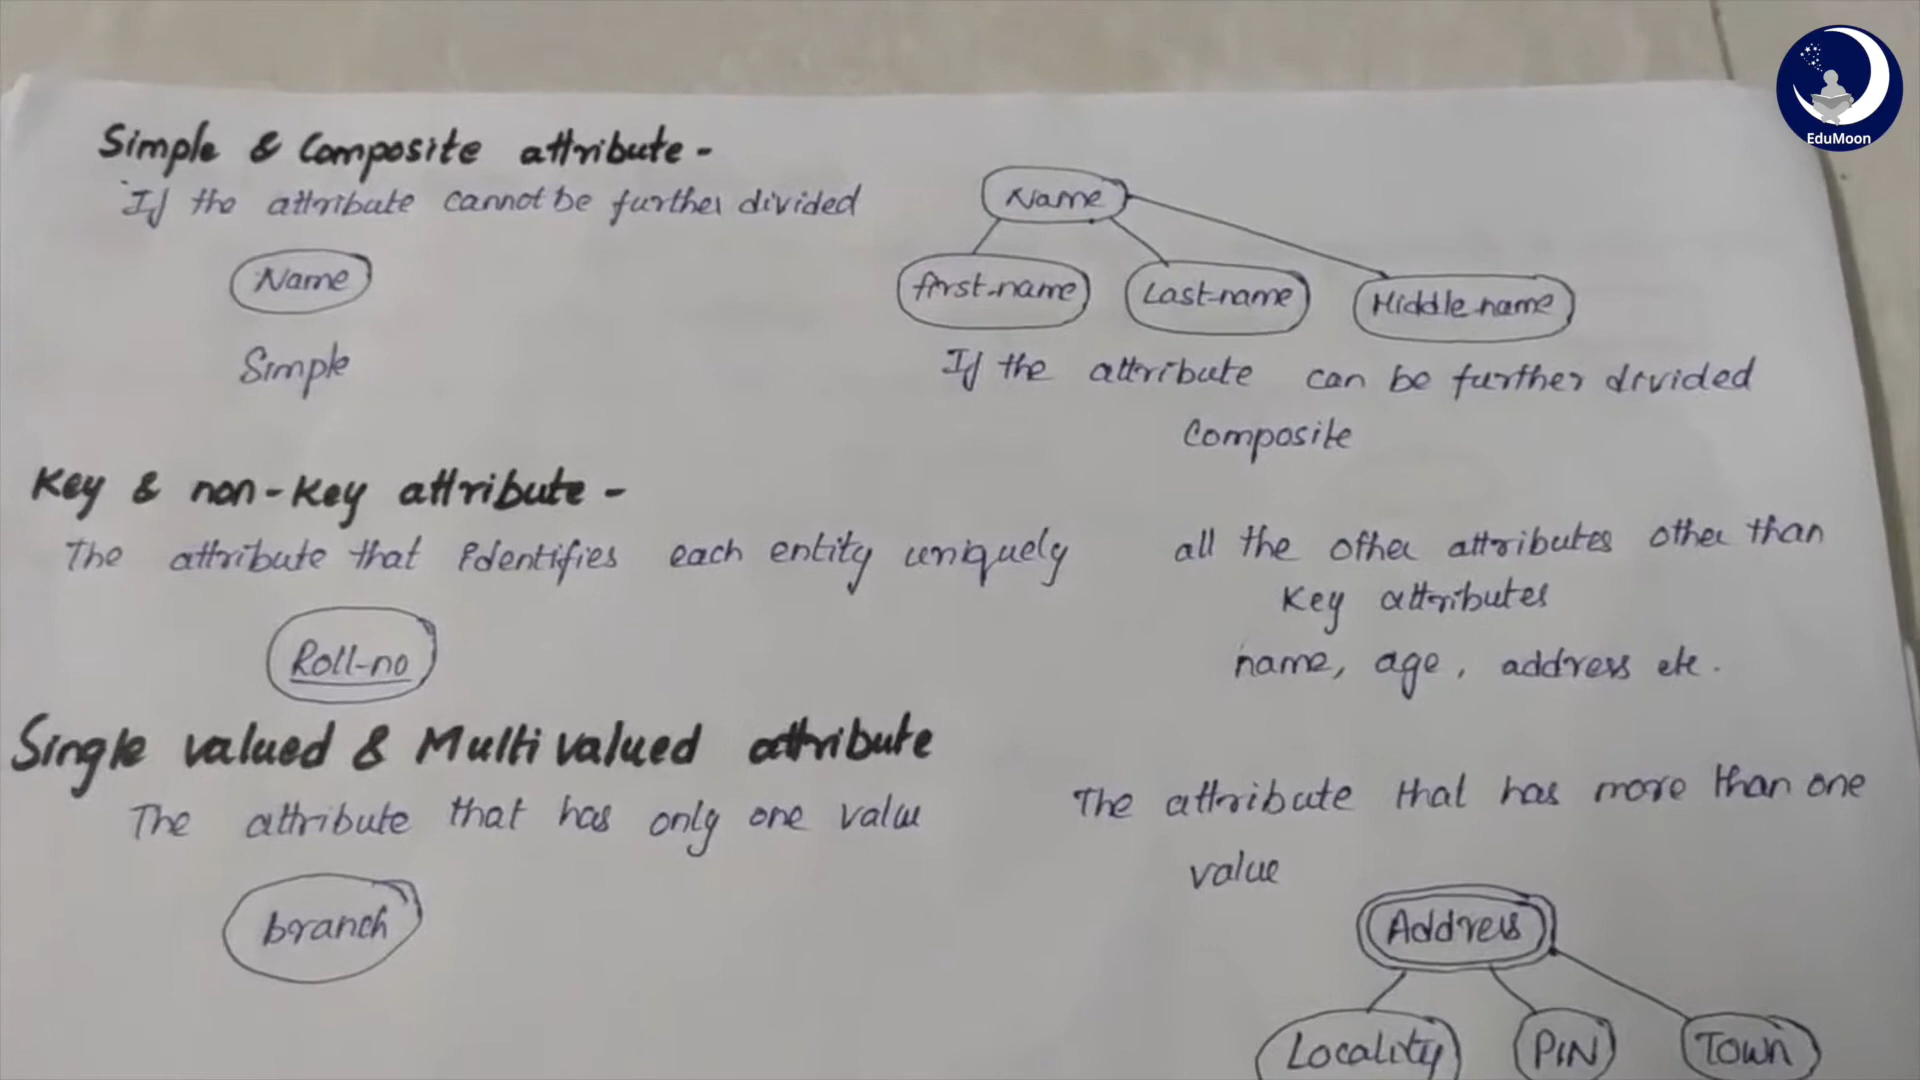 EduMoon
Simple & Composite attribute -
If the attribute cannot be further divided
Name
Simple
Name
first-name Last-name Middle name
If the attribute can be further divided
Composite
Key & non-key attribute -
The attribute that identifies each entity uniquely
Roll-no
all the other attributes other than
Key attributes
name, age, address etc.
Single valued & Multi valued attribute
The attribute that has only one value
branch
The attribute that has more than one
value
Address
Locality PIN Town